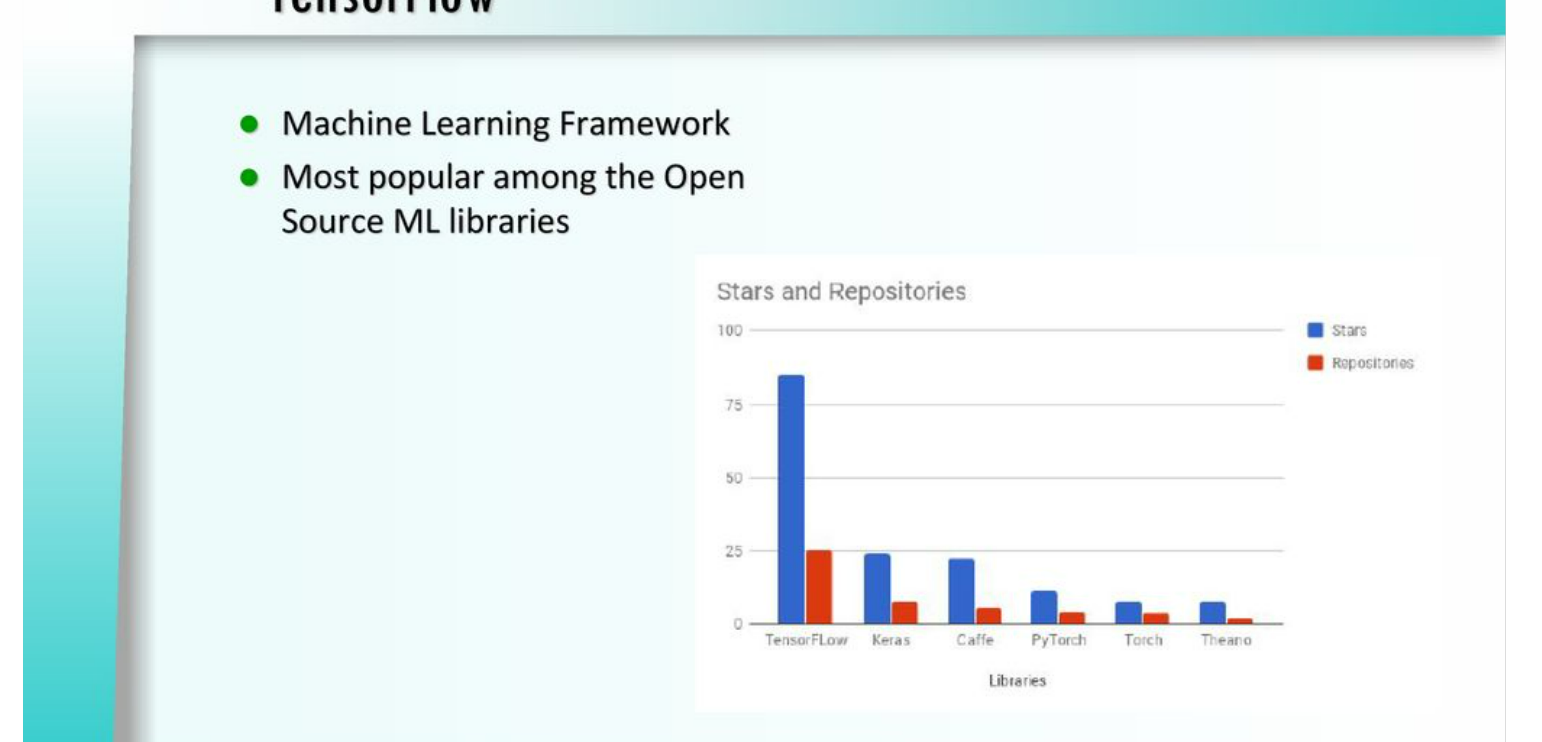 TensorFlow
Machine Learning Framework
Most popular among the Open
Source ML libraries
Stars and Repositories
100
75
50
25
0
Stars
Repositories
TensorFLow Keras Caffe PyTorch Torch Theano
Libraries